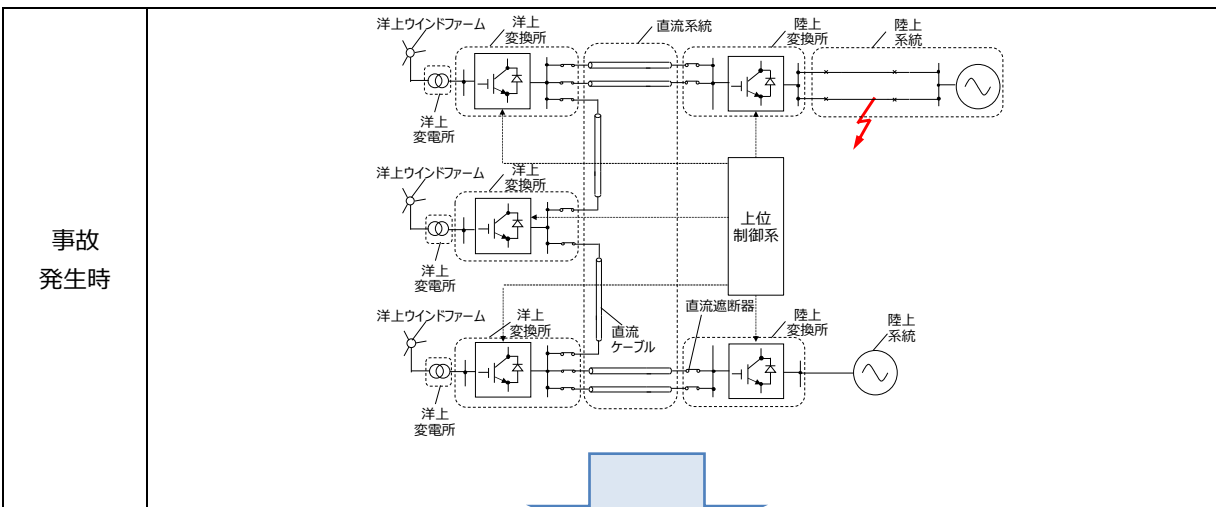 事故
発生時
洋上ウインドファーム
洋上
変換所
直流系統
陸上
変換所
陸上
系統
洋上
変電所
洋上ウインドファーム
洋上
変換所
上位
制御系
洋上
変電所
洋上ウインドファーム
洋上
変換所
直流
ケーブル
直流遮断器
陸上
変換所
陸上
系統
洋上
変電所